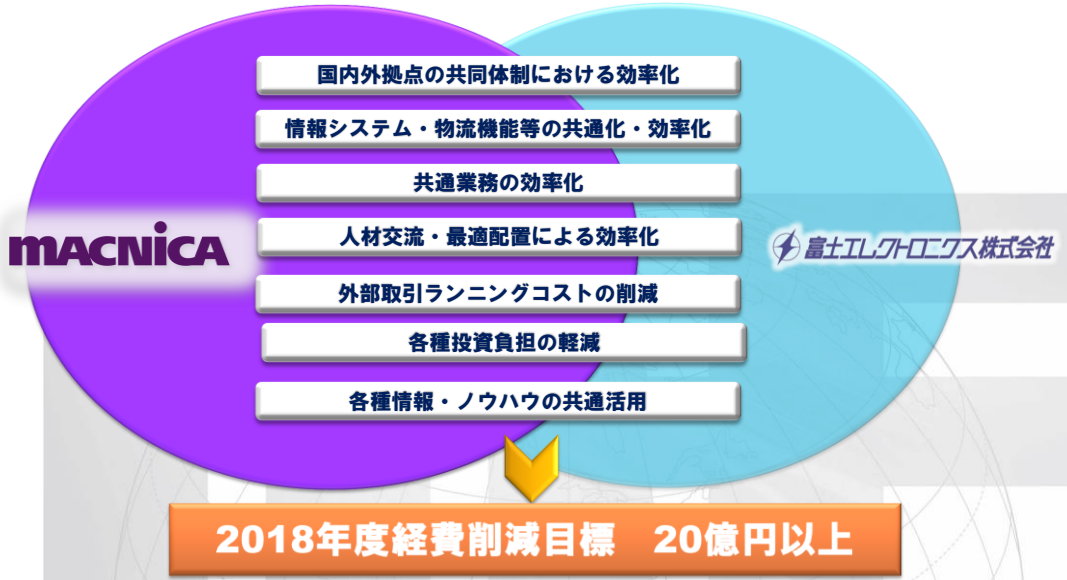 国内外拠点の共同体制における効率化
情報システム・物流機能等の共通化・効率化
共通業務の効率化
MACNiCA
人材交流・最適配置による効率化
富士エレクトロニクス株式会社
外部取引ランニングコストの削減
各種投資負担の軽減
各種情報・ノウハウの共通活用
2018年度経費削減目標　20億円以上